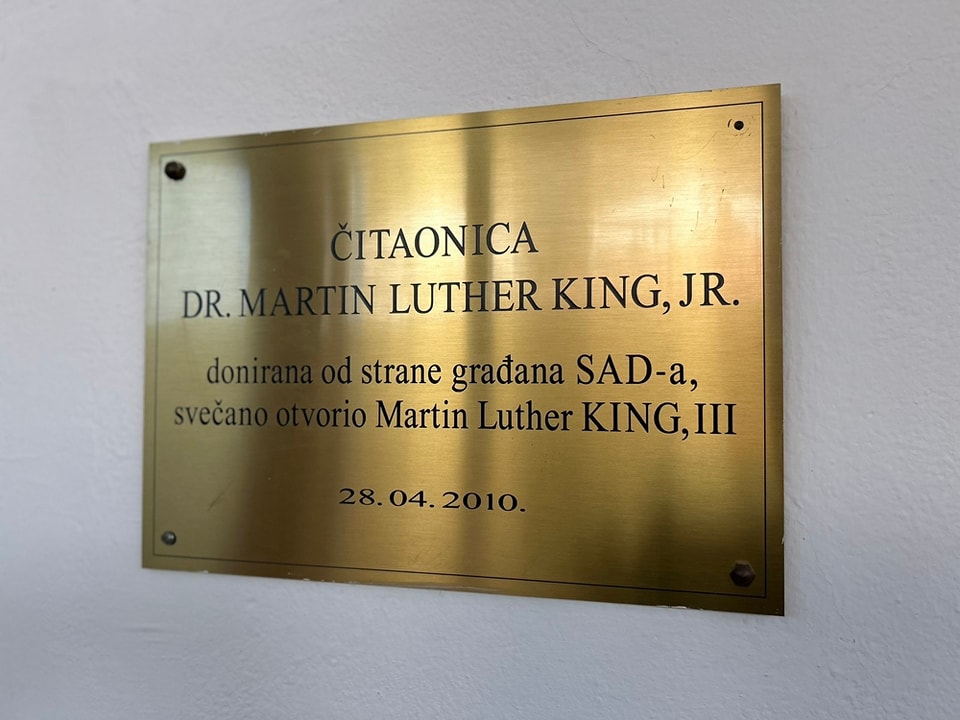 ČITAONICA
DR. MARTIN LUTHER KING, JR.
donirana od strane građana SAD-a,
svečano otvorio Martin Luther KING, III
28. 04. 2010.